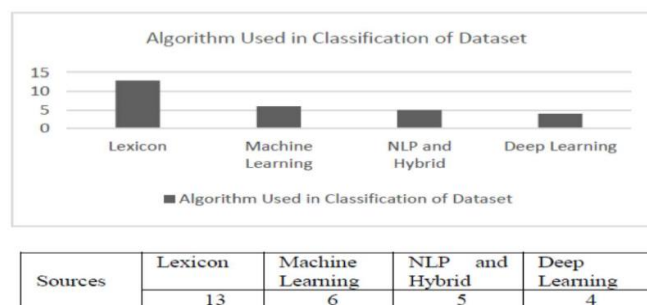 Algorithm Used in Classification of Dataset
15
10
5
0
Lexicon
Machine
Learning
NLP and
Hybrid
Deep Learning
Algorithm Used in Classification of Dataset
Sources
Lexicon
Machine
Learning
NLP and
Hybrid
Deep
Learning
13
6
5
4